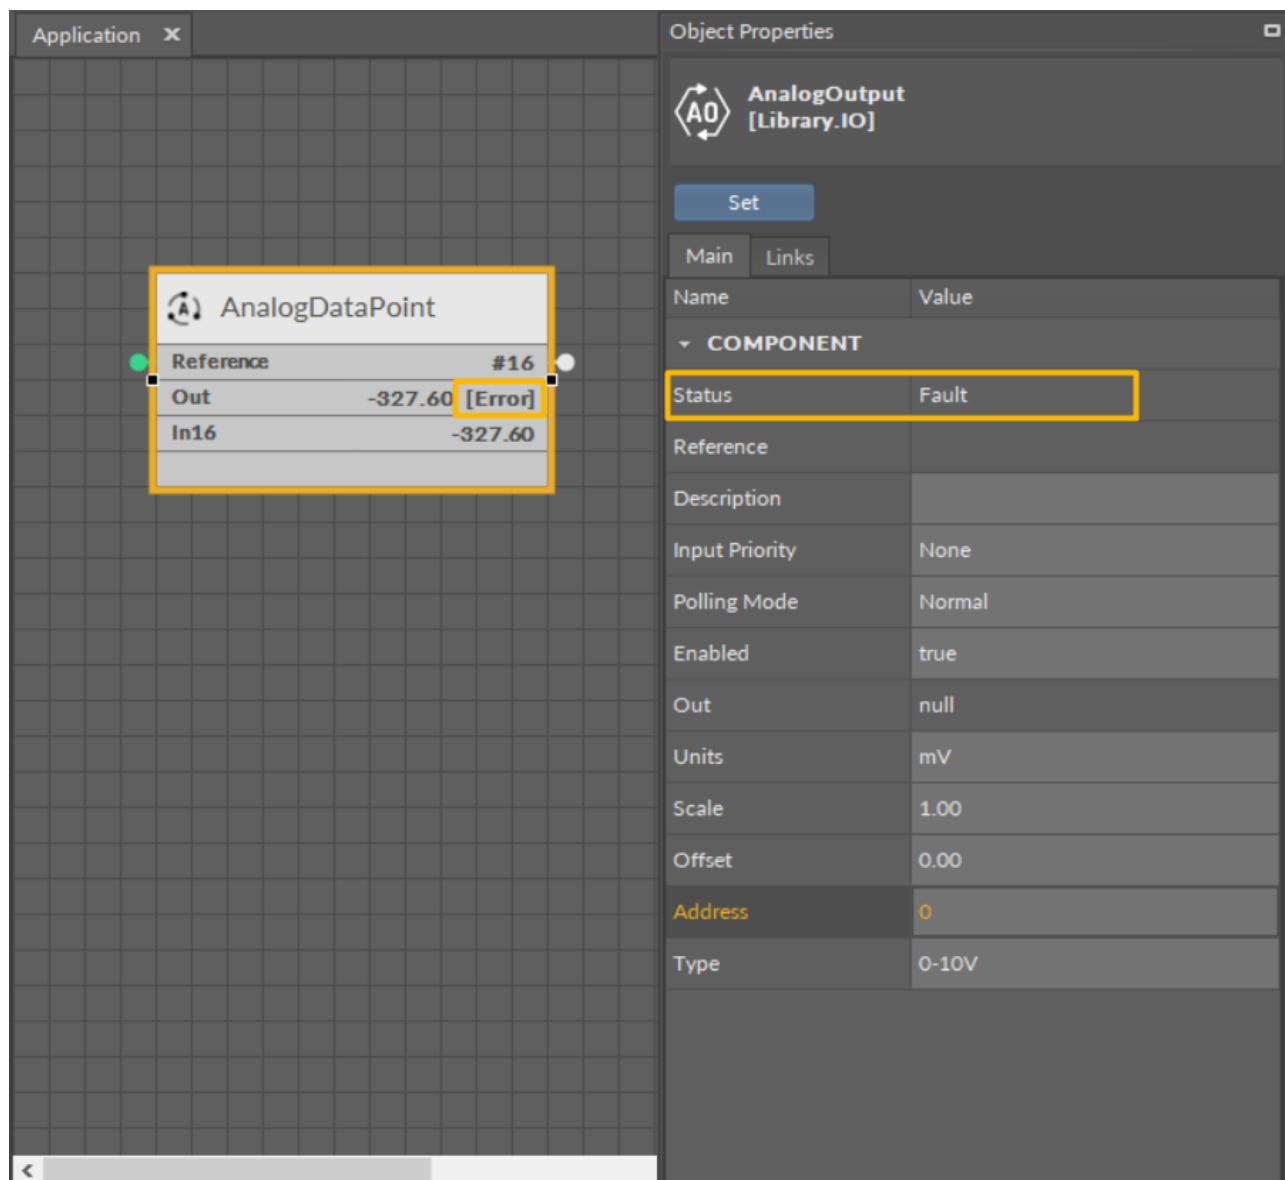 Application ×
AnalogDataPoint
Reference #16
Out -327.60 [Error]
In16 -327.60
Object Properties
AO
AnalogOutput
[Library.IO]
Set
Main Links
Name Value
COMPONENT
Status Fault
Reference
Description
Input Priority None
Polling Mode Normal
Enabled true
Out null
Units mV
Scale 1.00
Offset 0.00
Address 0
Type 0-10V